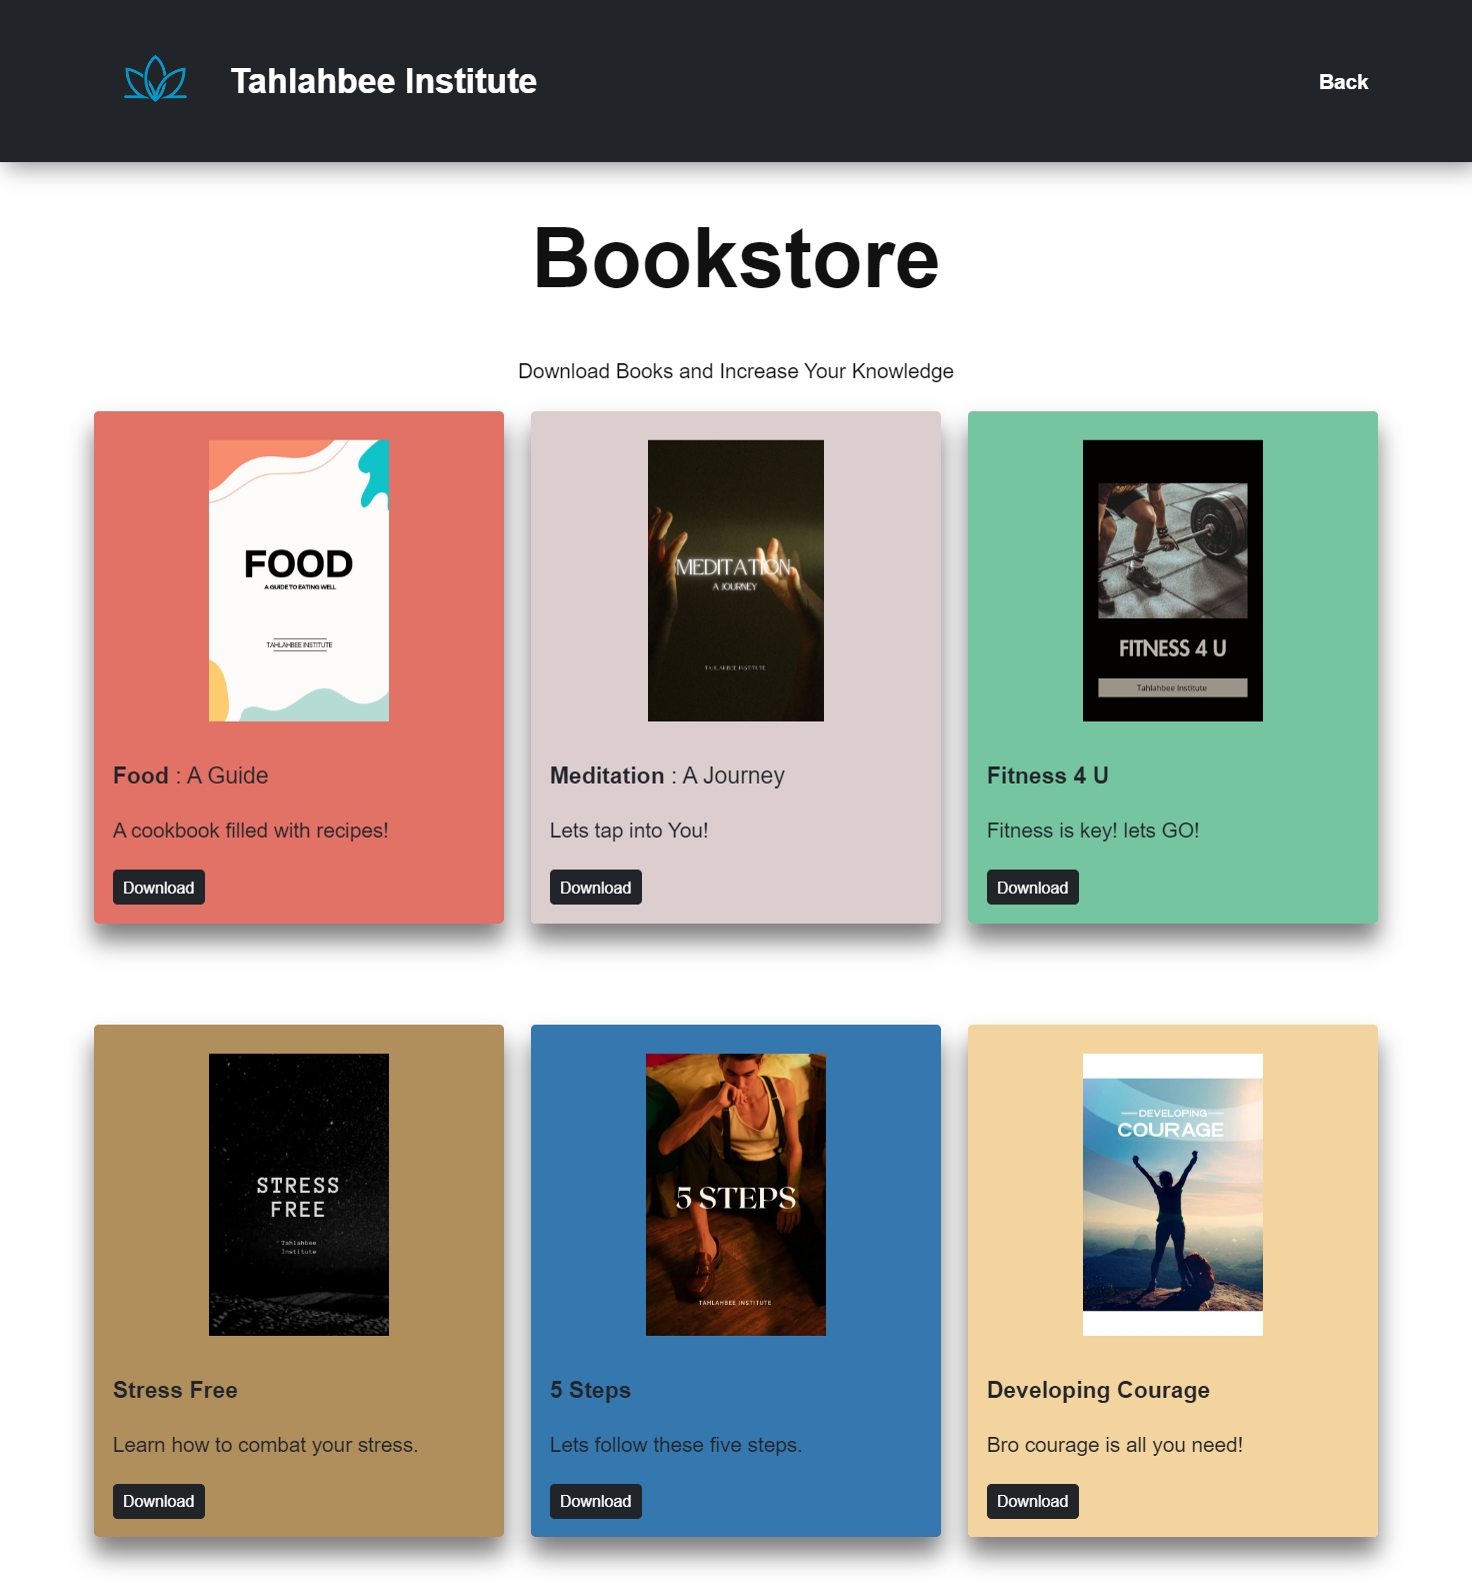 Tahlahbee Institute
Back
Bookstore
Download Books and Increase Your Knowledge
FOOD
A GUIDE TO EATING WELL
TAHLAHBEE INSTITUTE
Food : A Guide
A cookbook filled with recipes!
Download
MEDITATION
A JOURNEY
TAHLAHBEE INSTITUTE
Meditation : A Journey
Lets tap into You!
Download
FITNESS 4 U
Tahlahbee Institute
Fitness 4 U
Fitness is key! lets GO!
Download
STRESS
FREE
Tahlahbee
Institute
Stress Free
Learn how to combat your stress.
Download
5 STEPS
TAHLAHBEE INSTITUTE
5 Steps
Lets follow these five steps.
Download
DEVELOPING
COURAGE
Developing Courage
Bro courage is all you need!
Download